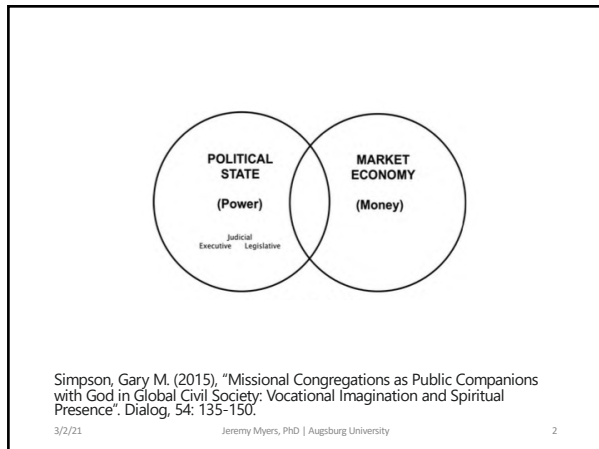 POLITICAL
STATE
(Power)
Judicial
Executive Legislative
MARKET
ECONOMY
(Money)
Simpson, Gary M. (2015), "Missional Congregations as Public Companions
with God in Global Civil Society: Vocational Imagination and Spiritual
Presence". Dialog, 54: 135-150.
3/2/21 Jeremy Myers, PhD | Augsburg University 2